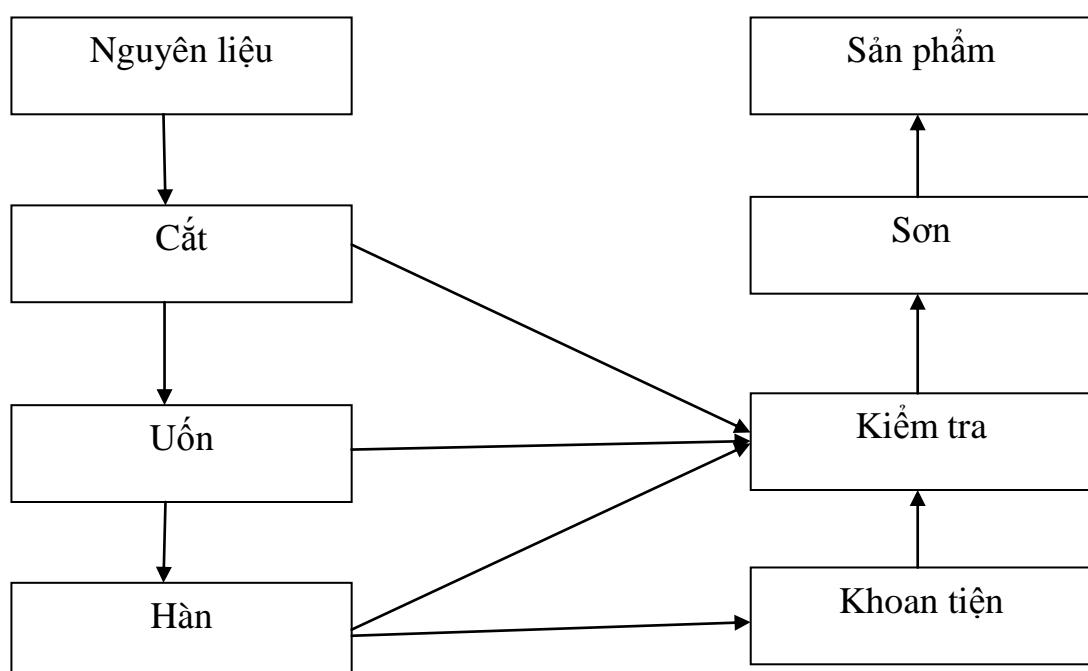 Nguyên liệu
Sản phẩm
Cắt
Sơn
Uốn
Kiểm tra
Hàn
Khoan tiện